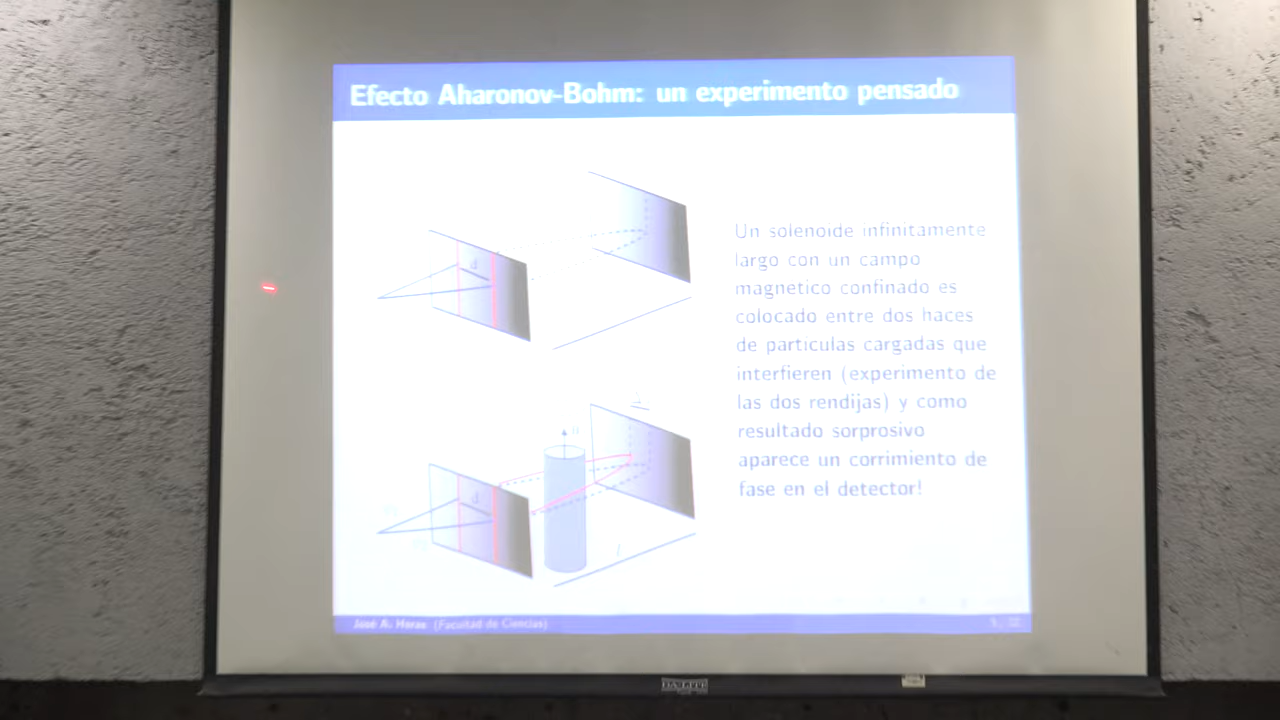 Efecto Aharonov-Bohm: un experimento pensado
d
Un solenoide infinitamente
largo con un campo
magnetico confinado es
colocado entre dos haces
de particulas cargadas que
interfieren (experimento de
las dos rendijas) y como
resultado sorprosivo
aparece un corrimiento de
fase en el detector!
d
l
José A. Heras (Facultad de Ciencias)
DA-LITE